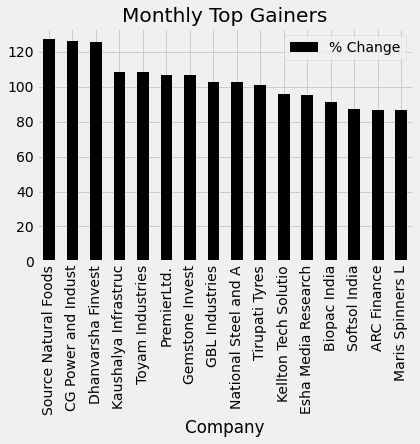 Monthly Top Gainers
% Change
120
100
80
60
40
20
0
Source Natural Foods
CG Power and Indust
Dhanvarsha Finvest
Kaushalya Infrastruc
Toyam Industries
PremierLtd.
Gemstone Invest
GBL Industries
National Steel and A
Tirupati Tyres
Kellton Tech Solutio
Esha Media Research
Biopac India
Softsol India
ARC Finance
Maris Spinners L
Company